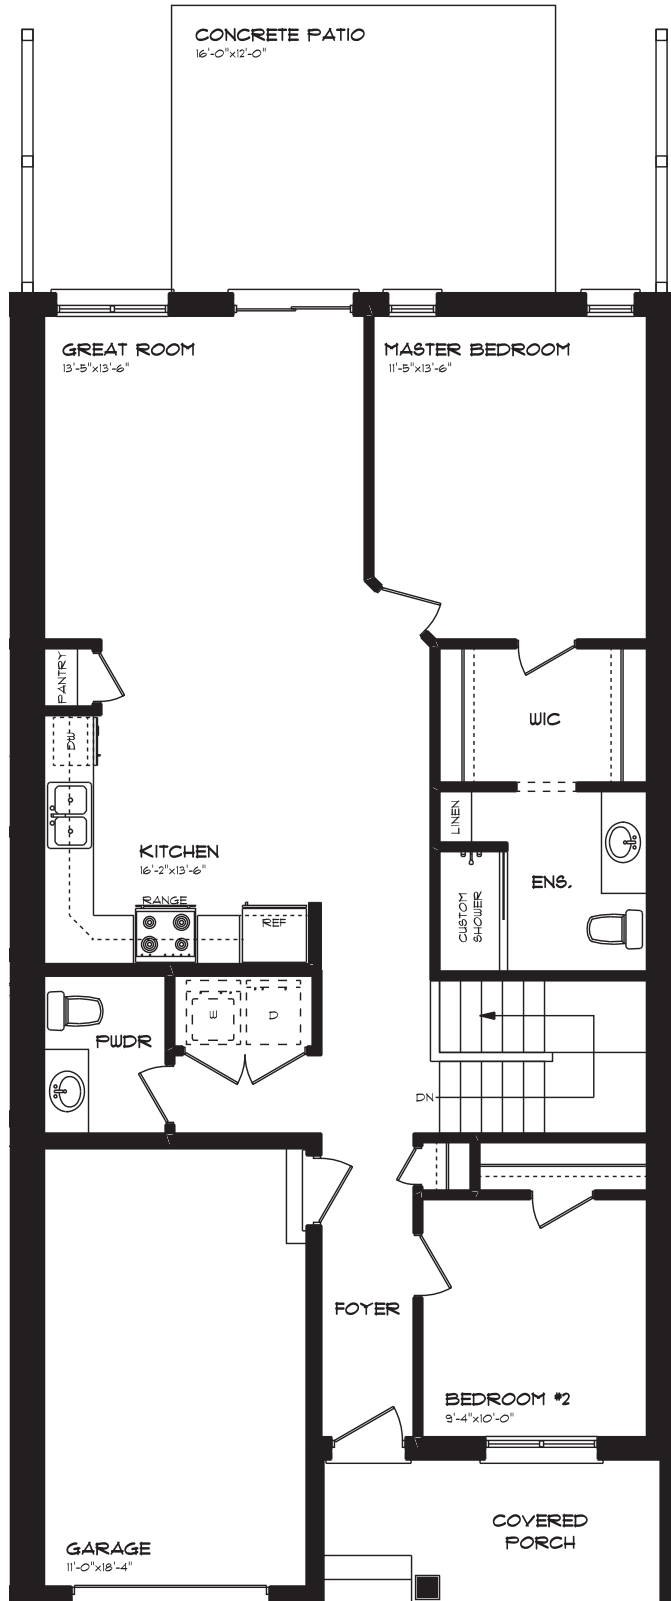 CONCRETE PATIO
16'-0"x12'-0"
GREAT ROOM
13'-5"x13'-6"
MASTER BEDROOM
11'-5"x13'-6"
PANTRY
WIC
DW
LINEN
KITCHEN
16'-2"x13'-6"
ENS.
RANGE
REF
CUSTOM
SHOWER
W
D
PWDR
DN
FOYER
BEDROOM #2
9'-4"x10'-0"
COVERED
PORCH
GARAGE
11'-0"x18'-4"